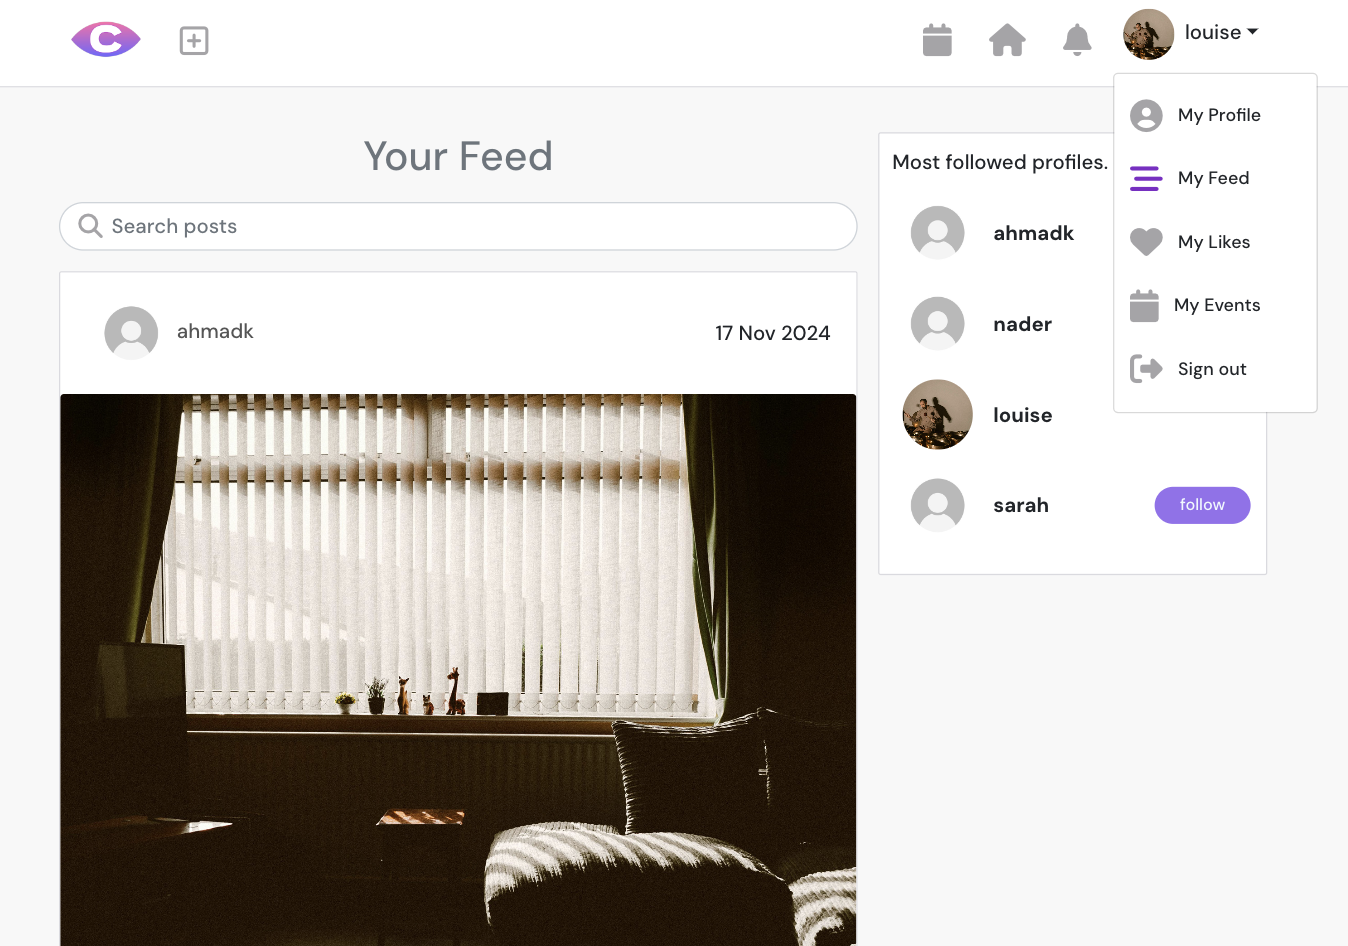 C
louise
My Profile
My Feed
My Likes
My Events
Sign out
Your Feed
Search posts
ahmadk
17 Nov 2024
Most followed profiles.
ahmadk
nader
louise
sarah
follow